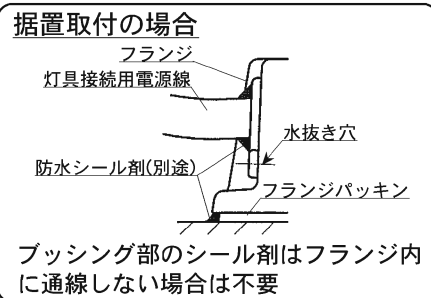 据置取付の場合
フランジ
灯具接続用電源線
水抜き穴
防水シール剤(別途)
フランジパッキン
ブッシング部のシール剤はフランジ内
に通線しない場合は不要